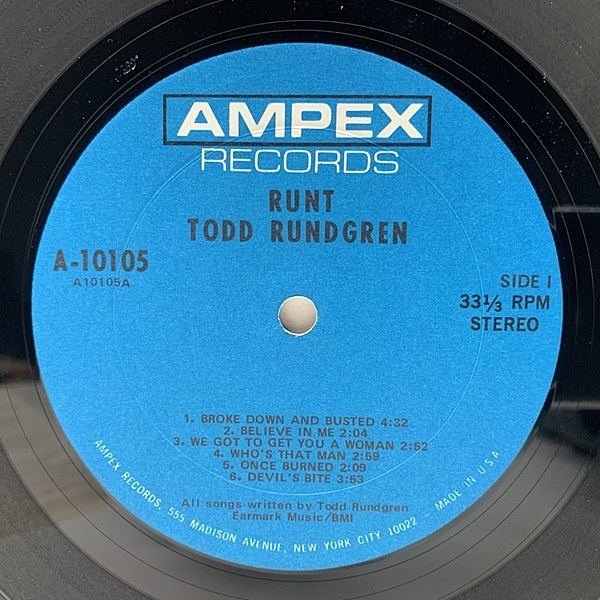 AMPEX
RECORDS
RUNT
TODD RUNDGREN
A-10105
A10105A
SIDE I
33⅓ RPM
STEREO
1. BROKE DOWN AND BUSTED 4:32
2. BELIEVE IN ME 2:04
3. WE GOT TO GET YOU A WOMAN 2:52
4. WHO'S THAT MAN 2:59
5. ONCE BURNED 2:09
6. DEVIL'S BITE 3:53
All songs written by Todd Rundgren
Earmark Music/BMI
AMPEX RECORDS, 555 MADISON AVENUE, NEW YORK CITY 10022 – MADE IN U.S.A.